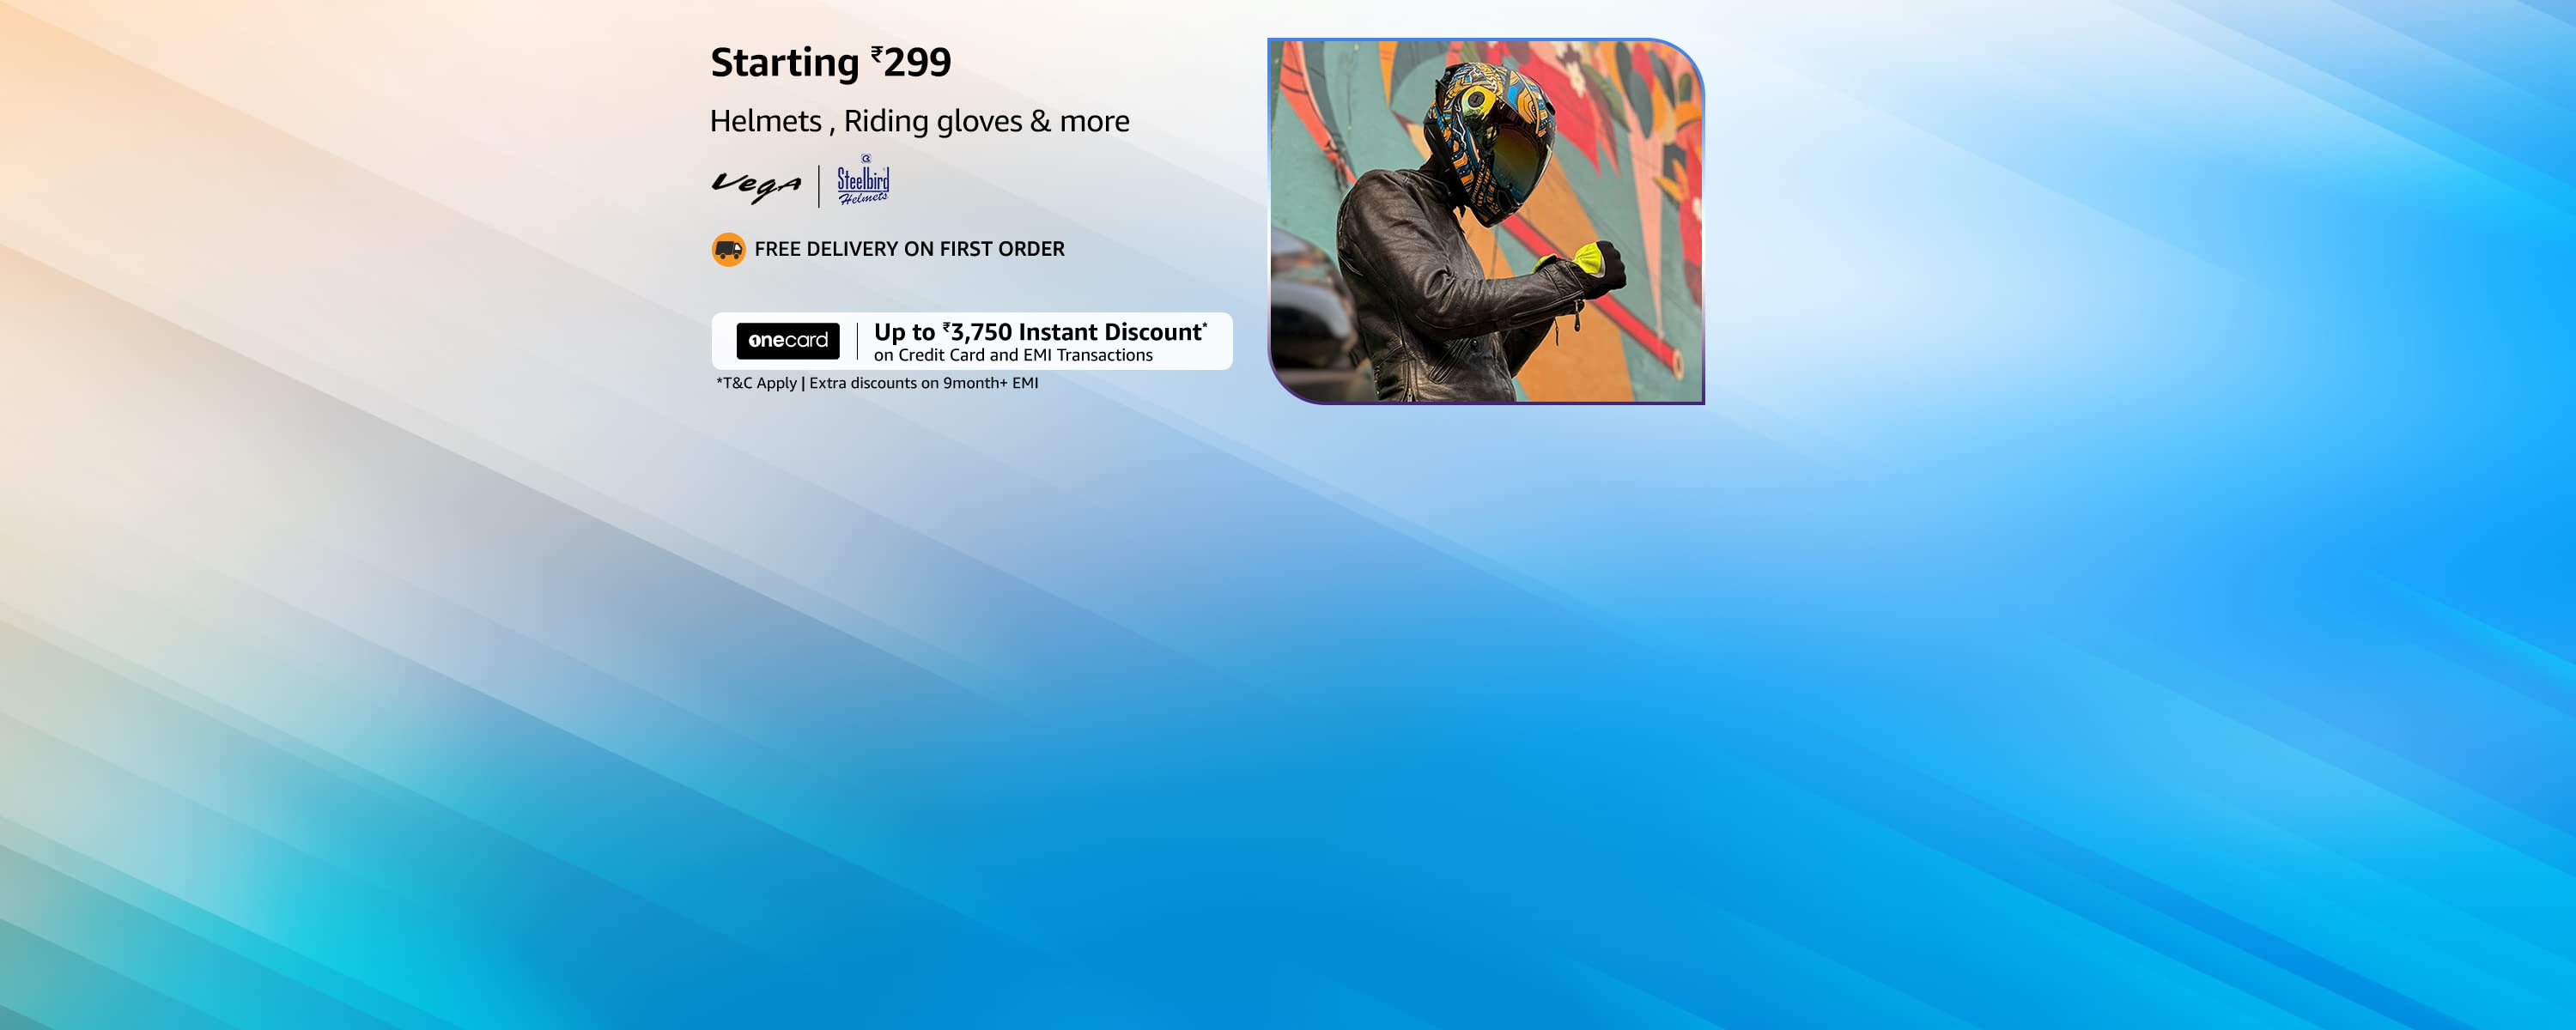 Starting ₹299
Helmets , Riding gloves & more
VegA
Steelbird
Helmets
FREE DELIVERY ON FIRST ORDER
onecard
Up to ₹3,750 Instant Discount*
on Credit Card and EMI Transactions
*T&C Apply | Extra discounts on 9month+ EMI